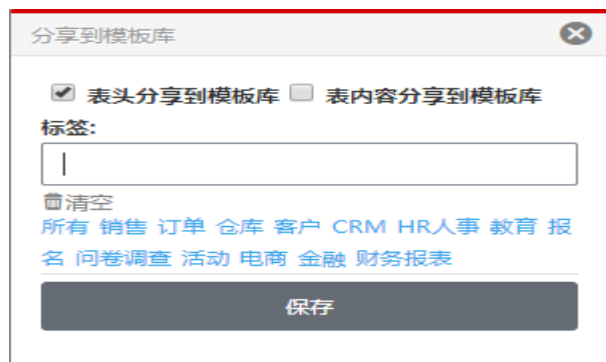 分享到模板库
表头分享到模板库 表内容分享到模板库
标签:
清空
所有 销售 订单 仓库 客户 CRM HR人事 教育 报
名 问卷调查 活动 电商 金融 财务报表
保存